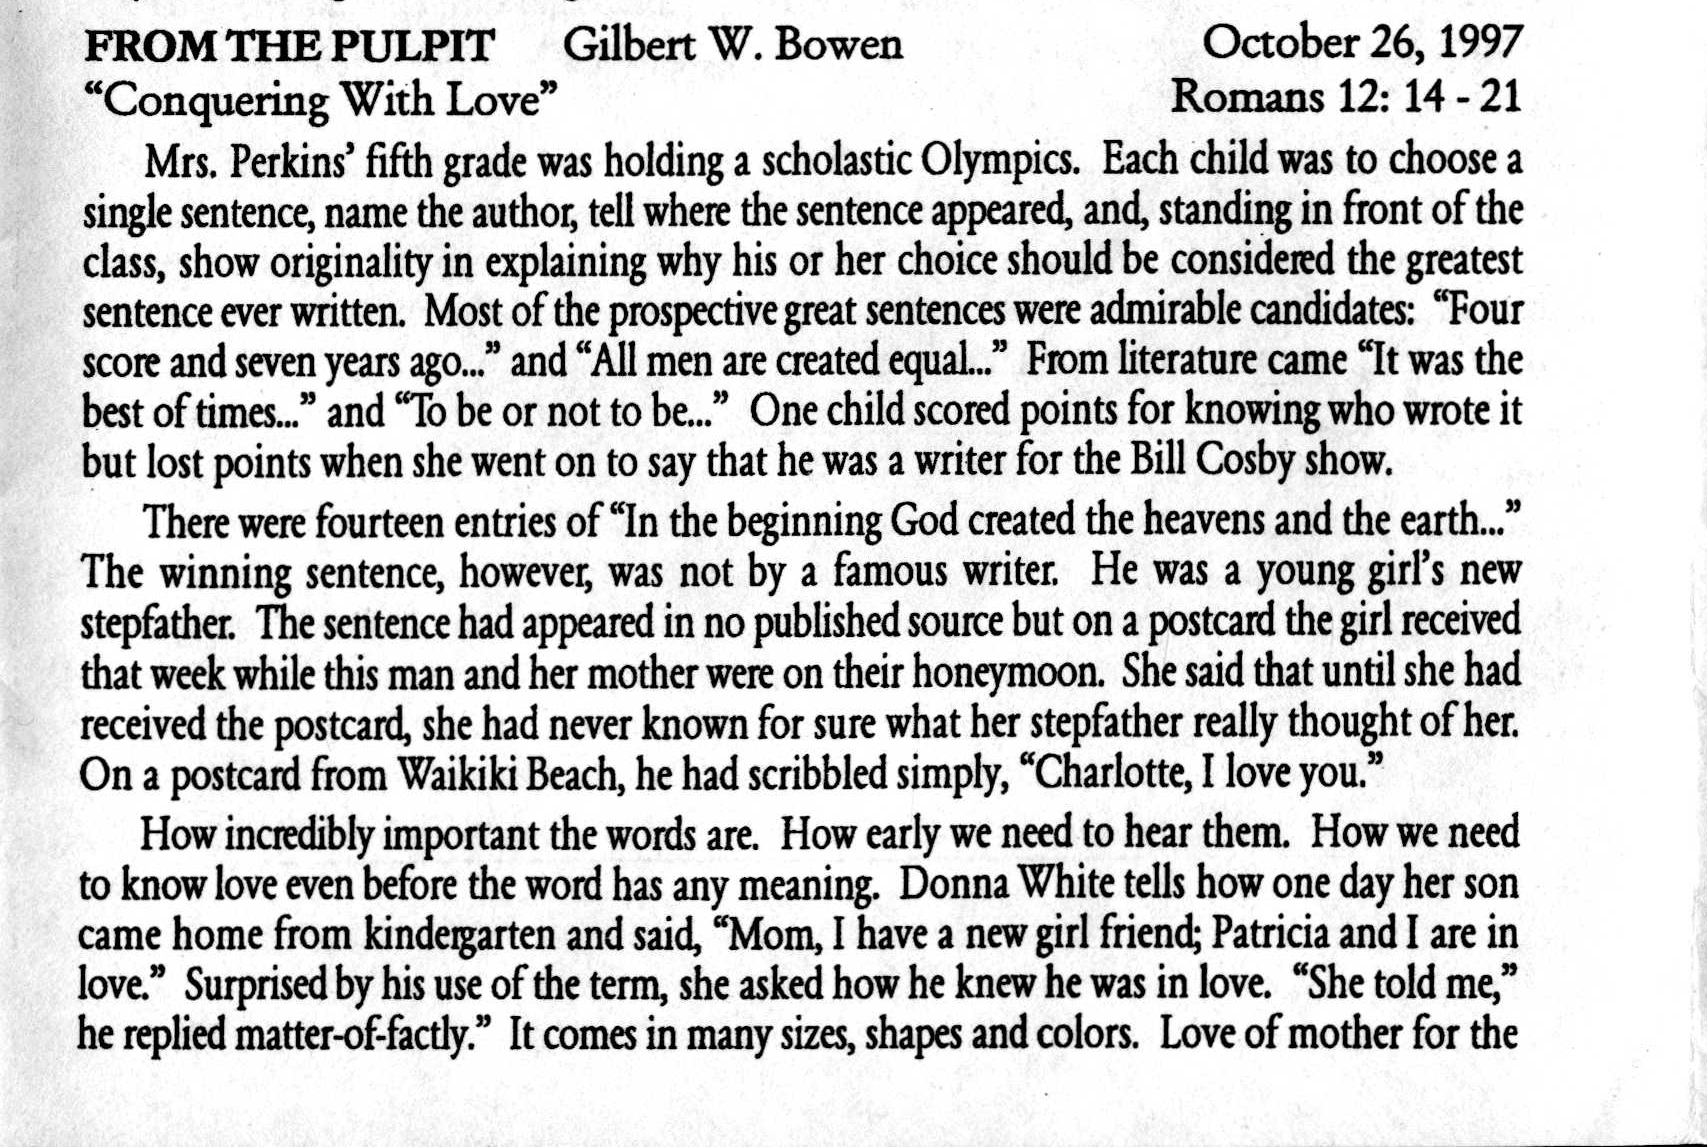 FROM THE PULPIT Gilbert W. Bowen October 26, 1997
“Conquering With Love” Romans 12: 14 - 21
Mrs. Perkins’ fifth grade was holding a scholastic Olympics. Each child was to choose a
single sentence, name the author, tell where the sentence appeared, and, standing in front of the
class, show originality in explaining why his or her choice should be considered the greatest
sentence ever written. Most of the prospective great sentences were admirable candidates: “Four
score and seven years ago...” and “All men are created equal...” From literature came “It was the
best of times...” and “To be or not to be...” One child scored points for knowing who wrote it
but lost points when she went on to say that he was a writer for the Bill Cosby show.
There were fourteen entries of “In the beginning God created the heavens and the earth...”
The winning sentence, however, was not by a famous writer. He was a young girl’s new
stepfather. The sentence had appeared in no published source but on a postcard the girl received
that week while this man and her mother were on their honeymoon. She said that until she had
received the postcard, she had never known for sure what her stepfather really thought of her.
On a postcard from Waikiki Beach, he had scribbled simply, “Charlotte, I love you.”
How incredibly important the words are. How early we need to hear them. How we need
to know love even before the word has any meaning. Donna White tells how one day her son
came home from kindergarten and said, “Mom, I have a new girl friend; Patricia and I are in
love.” Surprised by his use of the term, she asked how he knew he was in love. “She told me,”
he replied matter-of-factly.” It comes in many sizes, shapes and colors. Love of mother for the